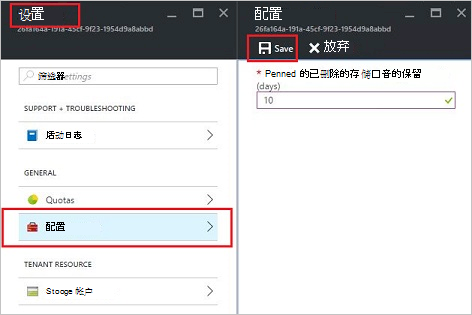 设置
26fa164a-191a-45cf-9f23-1954d9a8abbd
筛选器settings
SUPPORT + TROUBLESHOOTING
活动日志
GENERAL
Quotas
配置
TENANT RESOURCE
Stooge 帐户
配置
26fa164a-191a-45cf-9f23-1954d9a8abbd
Save
放弃
* Penned 的已删除的存储口音的保留
(days)
10